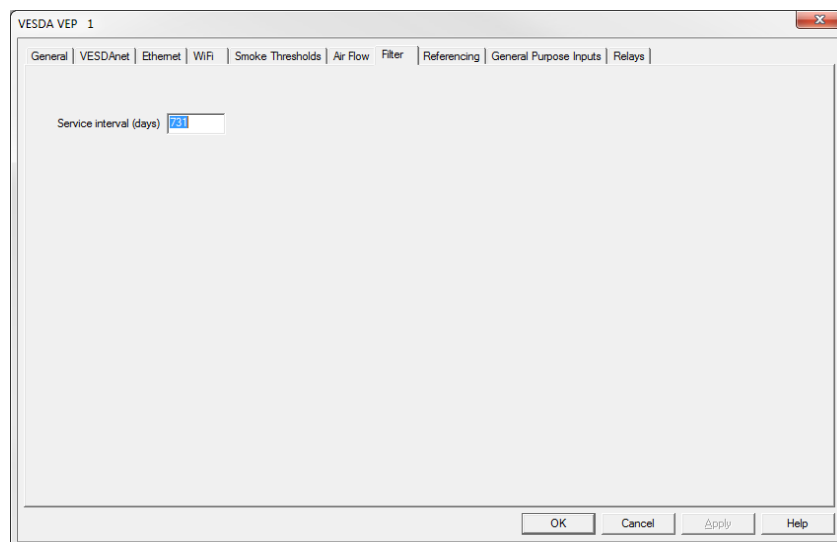 VESDA VEP 1
General VESDAnet Ethernet WiFi Smoke Thresholds Air Flow Filter Referencing General Purpose Inputs Relays
Service interval (days) 731
OK Cancel Apply Help